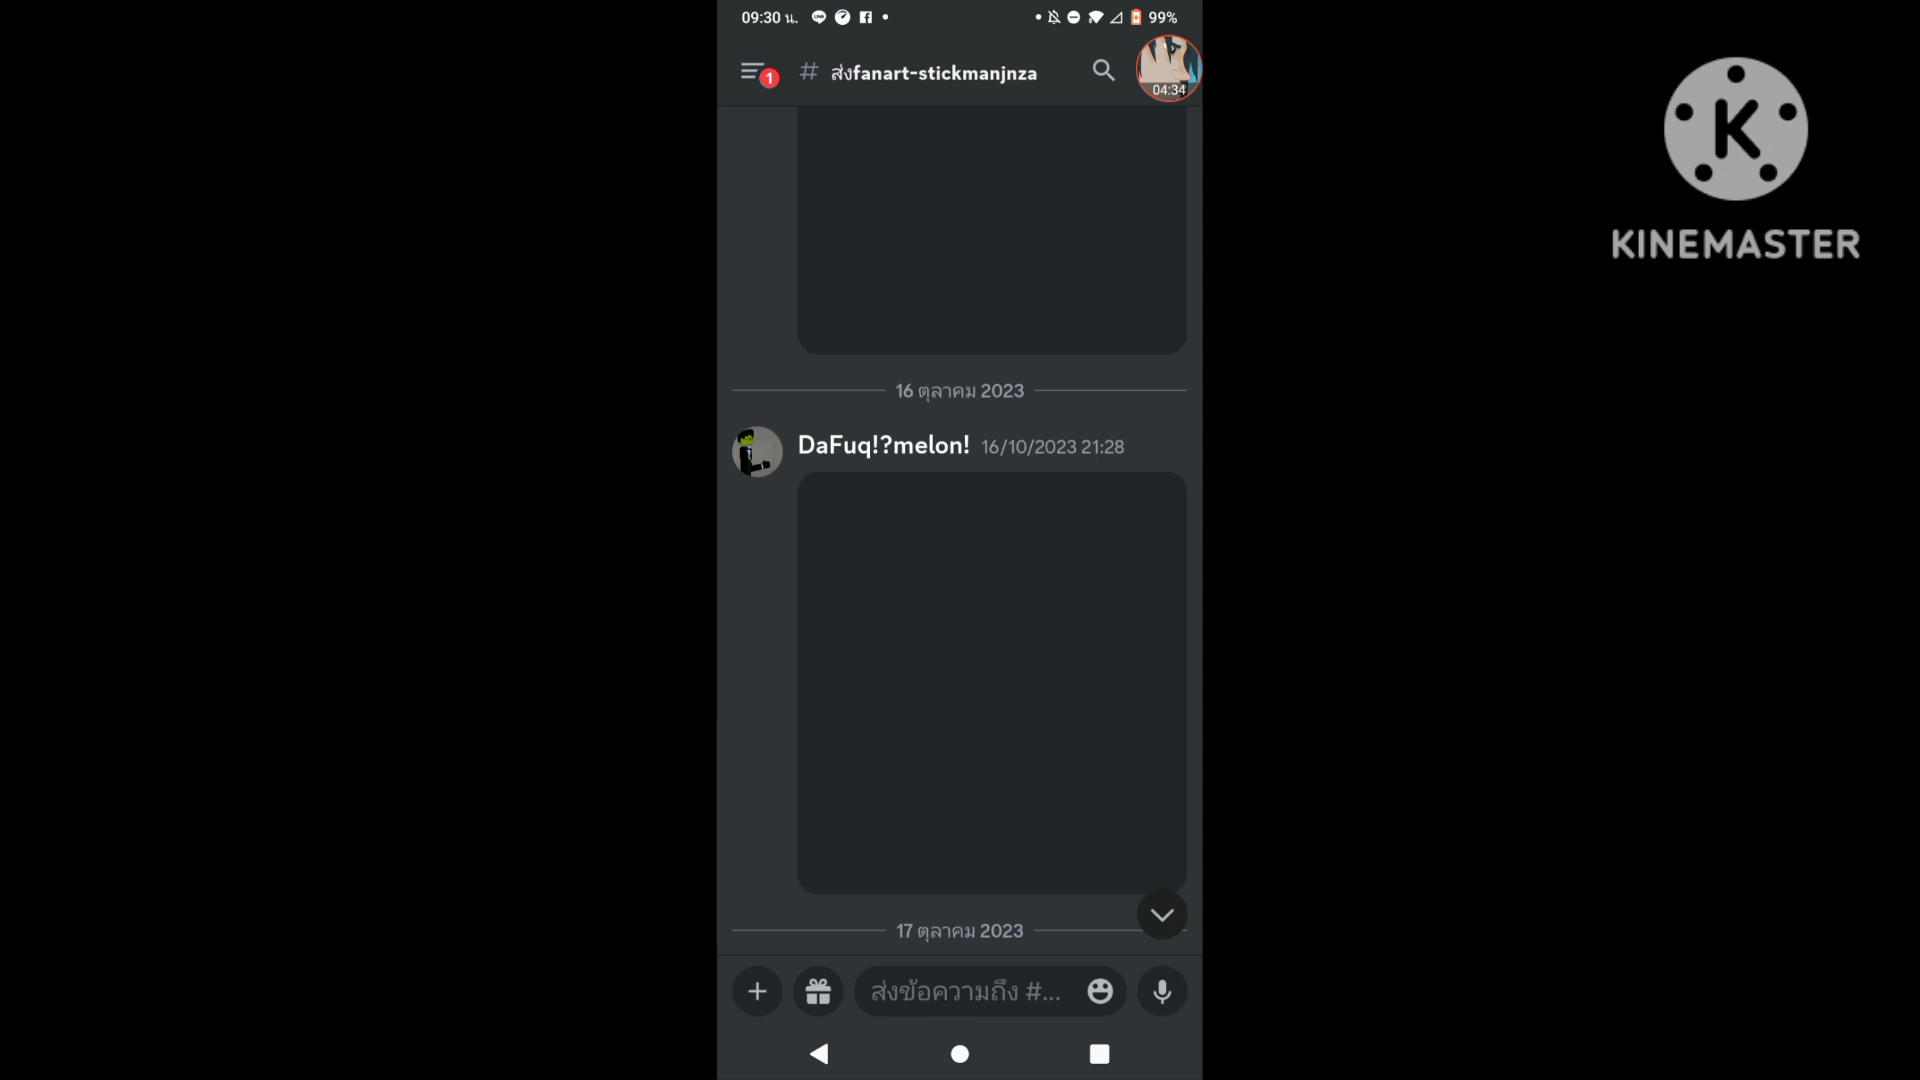 09:30 น.
99%
1
# ส่งfanart-stickmanjnza
04:34
K
KINEMASTER
16 ตุลาคม 2023
DaFuq!?melon! 16/10/2023 21:28
17 ตุลาคม 2023
ส่งข้อความถึง #...